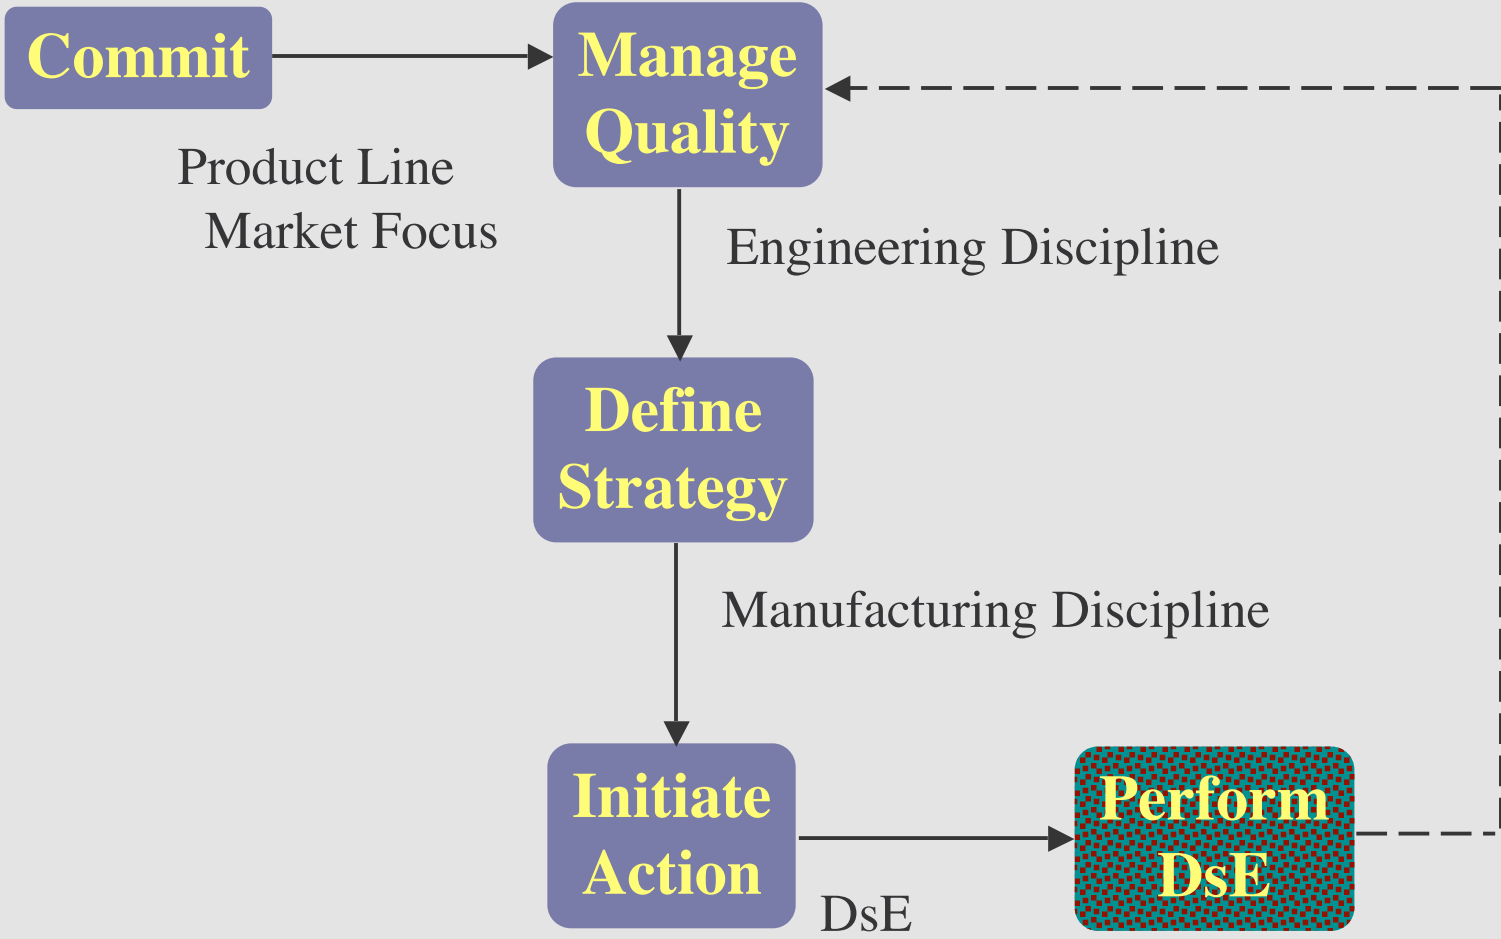 Commit
Manage
Quality
Product Line
Market Focus
Engineering Discipline
Define
Strategy
Manufacturing Discipline
Initiate
Action
DsE
Perform
DsE